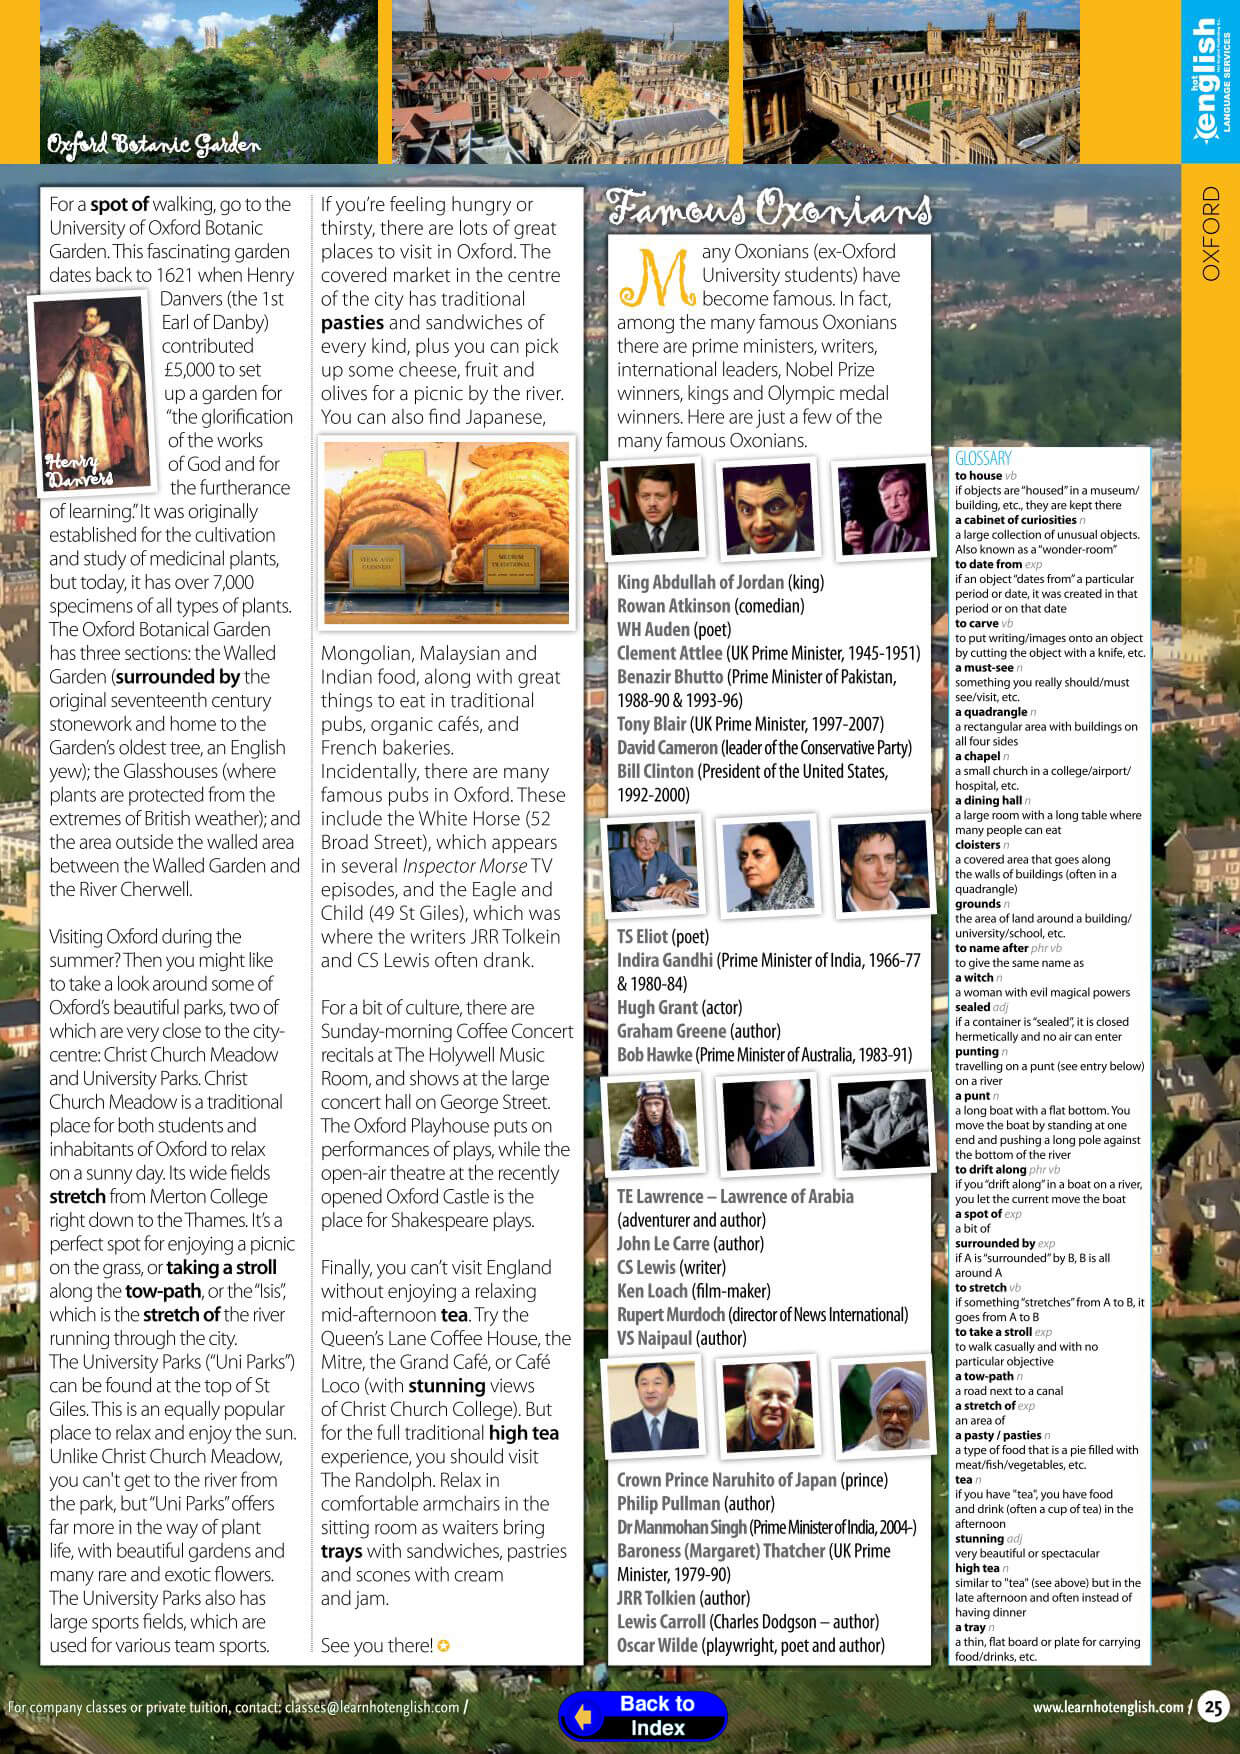 Oxford Botanic Garden
hot
english
LANGUAGE SERVICES
OXFORD
For a spot of walking, go to the
University of Oxford Botanic
Garden. This fascinating garden
dates back to 1621 when Henry
Danvers (the 1st
Earl of Danby)
contributed
£5,000 to set
up a garden for
“the glorification
of the works
of God and for
the furtherance
of learning.” It was originally
established for the cultivation
and study of medicinal plants,
but today, it has over 7,000
specimens of all types of plants.
The Oxford Botanical Garden
has three sections: the Walled
Garden (surrounded by the
original seventeenth century
stonework and home to the
Garden’s oldest tree, an English
yew); the Glasshouses (where
plants are protected from the
extremes of British weather); and
the area outside the walled area
between the Walled Garden and
the River Cherwell.
Henry
Danvers
Visiting Oxford during the
summer? Then you might like
to take a look around some of
Oxford’s beautiful parks, two of
which are very close to the city-
centre: Christ Church Meadow
and University Parks. Christ
Church Meadow is a traditional
place for both students and
inhabitants of Oxford to relax
on a sunny day. Its wide fields
stretch from Merton College
right down to the Thames. It’s a
perfect spot for enjoying a picnic
on the grass, or taking a stroll
along the tow-path, or the “Isis”,
which is the stretch of the river
running through the city.
The University Parks (“Uni Parks”)
can be found at the top of St
Giles. This is an equally popular
place to relax and enjoy the sun.
Unlike Christ Church Meadow,
you can't get to the river from
the park, but “Uni Parks” offers
far more in the way of plant
life, with beautiful gardens and
many rare and exotic flowers.
The University Parks also has
large sports fields, which are
used for various team sports.
If you’re feeling hungry or
thirsty, there are lots of great
places to visit in Oxford. The
covered market in the centre
of the city has traditional
pasties and sandwiches of
every kind, plus you can pick
up some cheese, fruit and
olives for a picnic by the river.
You can also find Japanese,
STEAK AND
GUINNESS
MEDIUM
TRADITIONAL
Mongolian, Malaysian and
Indian food, along with great
things to eat in traditional
pubs, organic cafés, and
French bakeries.
Incidentally, there are many
famous pubs in Oxford. These
include the White Horse (52
Broad Street), which appears
in several Inspector Morse TV
episodes, and the Eagle and
Child (49 St Giles), which was
where the writers JRR Tolkein
and CS Lewis often drank.
For a bit of culture, there are
Sunday-morning Coffee Concert
recitals at The Holywell Music
Room, and shows at the large
concert hall on George Street.
The Oxford Playhouse puts on
performances of plays, while the
open-air theatre at the recently
opened Oxford Castle is the
place for Shakespeare plays.
Finally, you can’t visit England
without enjoying a relaxing
mid-afternoon tea. Try the
Queen’s Lane Coffee House, the
Mitre, the Grand Café, or Café
Loco (with stunning views
of Christ Church College). But
for the full traditional high tea
experience, you should visit
The Randolph. Relax in
comfortable armchairs in the
sitting room as waiters bring
trays with sandwiches, pastries
and scones with cream
and jam.
See you there!
Famous Oxonians
Many Oxonians (ex-Oxford
University students) have
become famous. In fact,
among the many famous Oxonians
there are prime ministers, writers,
international leaders, Nobel Prize
winners, kings and Olympic medal
winners. Here are just a few of the
many famous Oxonians.
King Abdullah of Jordan (king)
Rowan Atkinson (comedian)
WH Auden (poet)
Clement Attlee (UK Prime Minister, 1945-1951)
Benazir Bhutto (Prime Minister of Pakistan,
1988-90 & 1993-96)
Tony Blair (UK Prime Minister, 1997-2007)
David Cameron (leader of the Conservative Party)
Bill Clinton (President of the United States,
1992-2000)
TS Eliot (poet)
Indira Gandhi (Prime Minister of India, 1966-77
& 1980-84)
Hugh Grant (actor)
Graham Greene (author)
Bob Hawke (Prime Minister of Australia, 1983-91)
TE Lawrence – Lawrence of Arabia
(adventurer and author)
John Le Carre (author)
CS Lewis (writer)
Ken Loach (film-maker)
Rupert Murdoch (director of News International)
VS Naipaul (author)
Crown Prince Naruhito of Japan (prince)
Philip Pullman (author)
Dr Manmohan Singh (Prime Minister of India, 2004-)
Baroness (Margaret) Thatcher (UK Prime
Minister, 1979-90)
JRR Tolkien (author)
Lewis Carroll (Charles Dodgson – author)
Oscar Wilde (playwright, poet and author)
GLOSSARY
to house vb
if objects are “housed” in a museum/
building, etc., they are kept there
a cabinet of curiosities n
a large collection of unusual objects.
Also known as a “wonder-room”
to date from exp
if an object “dates from” a particular
period or date, it was created in that
period or on that date
to carve vb
to put writing/images onto an object
by cutting the object with a knife, etc.
a must-see n
something you really should/must
see/visit, etc.
a quadrangle n
a rectangular area with buildings on
all four sides
a chapel n
a small church in a college/airport/
hospital, etc.
a dining hall n
a large room with a long table where
many people can eat
cloisters n
a covered area that goes along
the walls of buildings (often in a
quadrangle)
grounds n
the area of land around a building/
university/school, etc.
to name after phr vb
to give the same name as
a witch n
a woman with evil magical powers
sealed adj
if a container is “sealed”, it is closed
hermetically and no air can enter
punting n
travelling on a punt (see entry below)
on a river
a punt n
a long boat with a flat bottom. You
move the boat by standing at one
end and pushing a long pole against
the bottom of the river
to drift along phr vb
if you “drift along” in a boat on a river,
you let the current move the boat
a spot of exp
a bit of
surrounded by exp
if A is “surrounded” by B, B is all
around A
to stretch vb
if something “stretches” from A to B, it
goes from A to B
to take a stroll exp
to walk casually and with no
particular objective
a tow-path n
a road next to a canal
a stretch of exp
an area of
a pasty / pasties n
a type of food that is a pie filled with
meat/fish/vegetables, etc.
tea n
if you have "tea", you have food
and drink (often a cup of tea) in the
afternoon
stunning adj
very beautiful or spectacular
high tea n
similar to "tea" (see above) but in the
late afternoon and often instead of
having dinner
a tray n
a thin, flat board or plate for carrying
food/drinks, etc.
For company classes or private tuition, contact: classes@learnhotenglish.com /
Back to
Index
www.learnhotenglish.com / 25